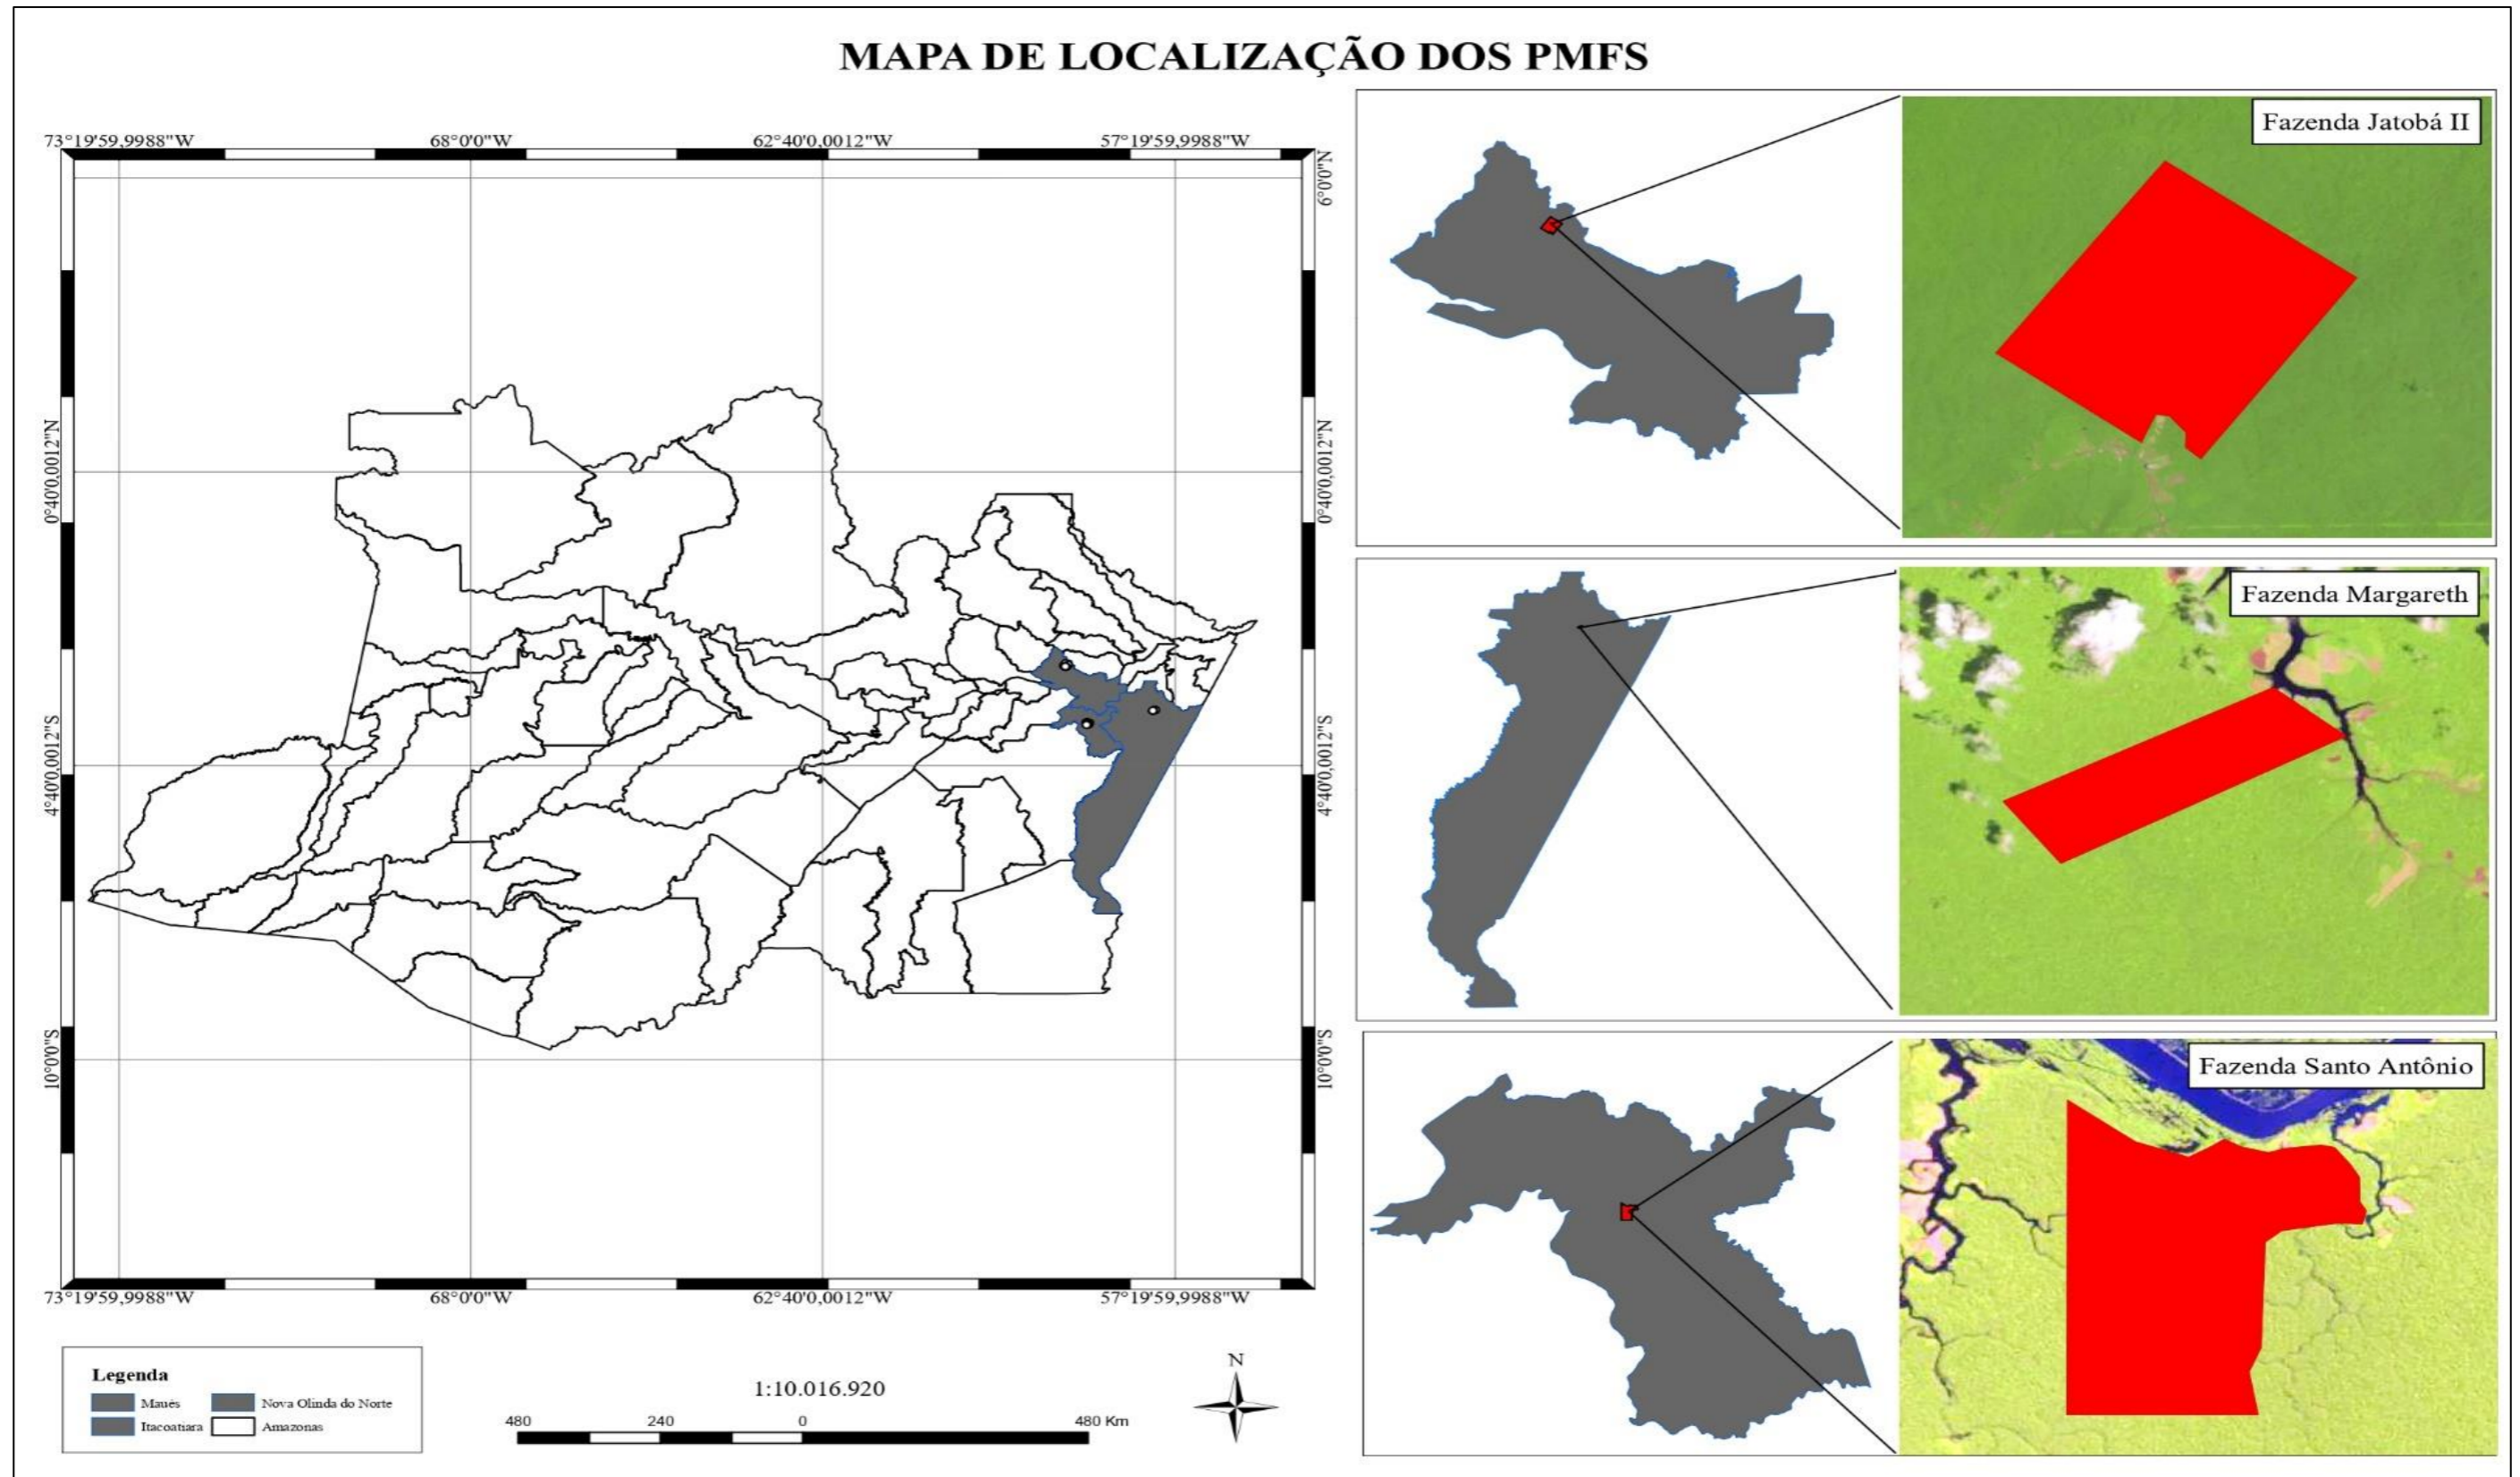 MAPA DE LOCALIZAÇÃO DOS PMFS
73°19'59,9988"W 68°0'0"W 62°40'0,0012"W 57°19'59,9988"W
6°0'0"N
0°40'0,0012"N 0°40'0,0012"N
4°40'0,0012"S 4°40'0,0012"S
10°0'0"S 10°0'0"S
73°19'59,9988"W 68°0'0"W 62°40'0,0012"W 57°19'59,9988"W
Legenda
Maués Nova Olinda do Norte
Itacoatiara Amazonas
1:10.016.920
480 240 0 480 Km
N
Fazenda Jatobá II
Fazenda Margareth
Fazenda Santo Antônio